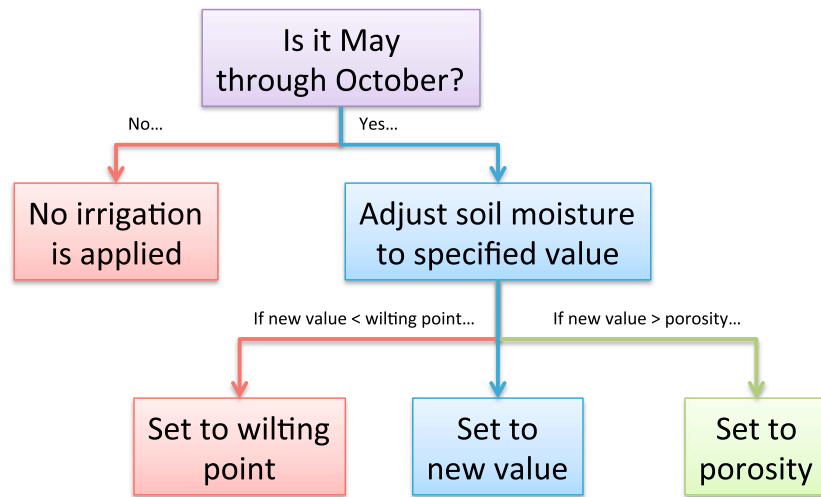 Is it May
through October?
No…
Yes…
No irrigation
is applied
Adjust soil moisture
to specified value
If new value < wilting point…
If new value > porosity…
Set to wilting
point
Set to
new value
Set to
porosity